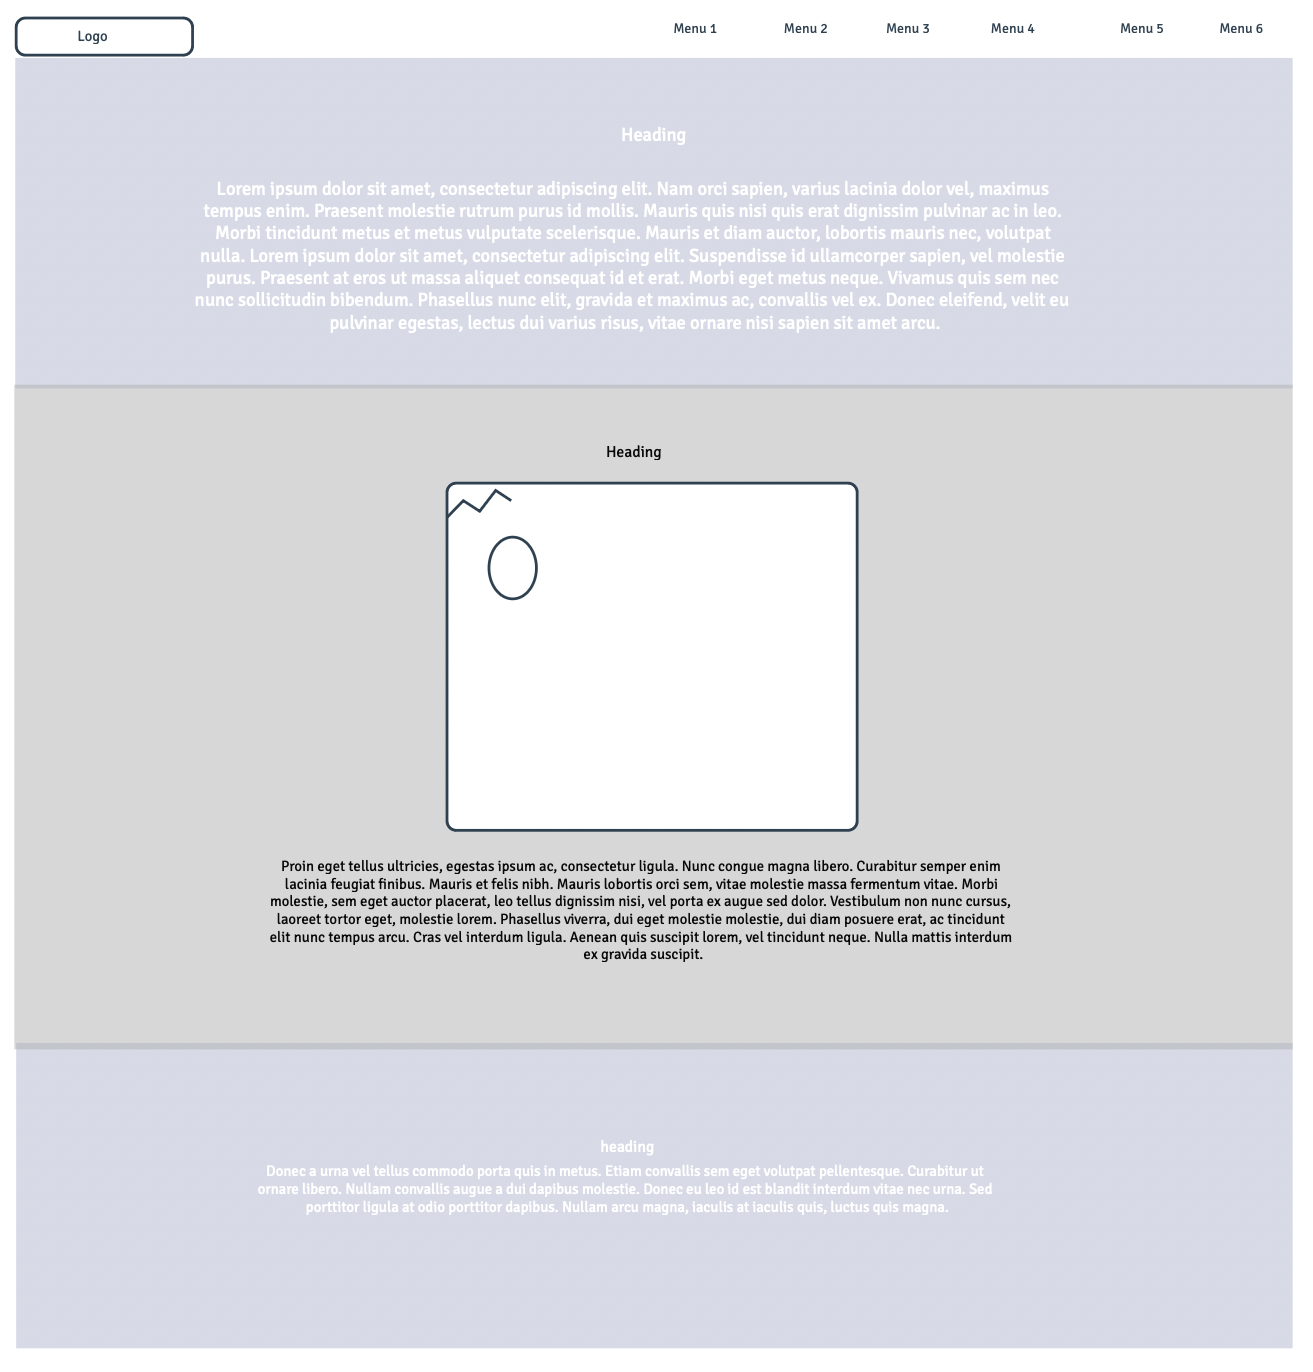 Logo
Menu 1 Menu 2 Menu 3 Menu 4 Menu 5 Menu 6
Heading
Lorem ipsum dolor sit amet, consectetur adipiscing elit. Nam orci sapien, varius lacinia dolor vel, maximus
tempus enim. Praesent molestie rutrum purus id mollis. Mauris quis nisi quis erat dignissim pulvinar ac in leo.
Morbi tincidunt metus et metus vulputate scelerisque. Mauris et diam auctor, lobortis mauris nec, volutpat
nulla. Lorem ipsum dolor sit amet, consectetur adipiscing elit. Suspendisse id ullamcorper sapien, vel molestie
purus. Praesent at eros ut massa aliquet consequat id et erat. Morbi eget metus neque. Vivamus quis sem nec
nunc sollicitudin bibendum. Phasellus nunc elit, gravida et maximus ac, convallis vel ex. Donec eleifend, velit eu
pulvinar egestas, lectus dui varius risus, vitae ornare nisi sapien sit amet arcu.
Heading
Proin eget tellus ultricies, egestas ipsum ac, consectetur ligula. Nunc congue magna libero. Curabitur semper enim
lacinia feugiat finibus. Mauris et felis nibh. Mauris lobortis orci sem, vitae molestie massa fermentum vitae. Morbi
molestie, sem eget auctor placerat, leo tellus dignissim nisi, vel porta ex augue sed dolor. Vestibulum non nunc cursus,
laoreet tortor eget, molestie lorem. Phasellus viverra, dui eget molestie molestie, dui diam posuere erat, ac tincidunt
elit nunc tempus arcu. Cras vel interdum ligula. Aenean quis suscipit lorem, vel tincidunt neque. Nulla mattis interdum
ex gravida suscipit.
heading
Donec a urna vel tellus commodo porta quis in metus. Etiam convallis sem eget volutpat pellentesque. Curabitur ut
ornare libero. Nullam convallis augue a dui dapibus molestie. Donec eu leo id est blandit interdum vitae nec urna. Sed
porttitor ligula at odio porttitor dapibus. Nullam arcu magna, iaculis at iaculis quis, luctus quis magna.